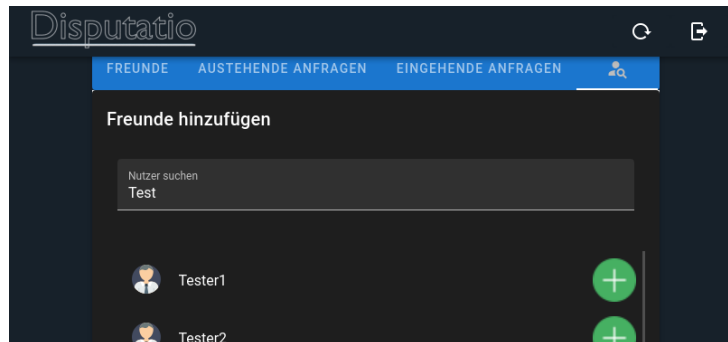 Disputatio
FREUNDE AUSTEHENDE ANFRAGEN EINGEHENDE ANFRAGEN
Freunde hinzufügen
Nutzer suchen
Test
Tester1
Tester2